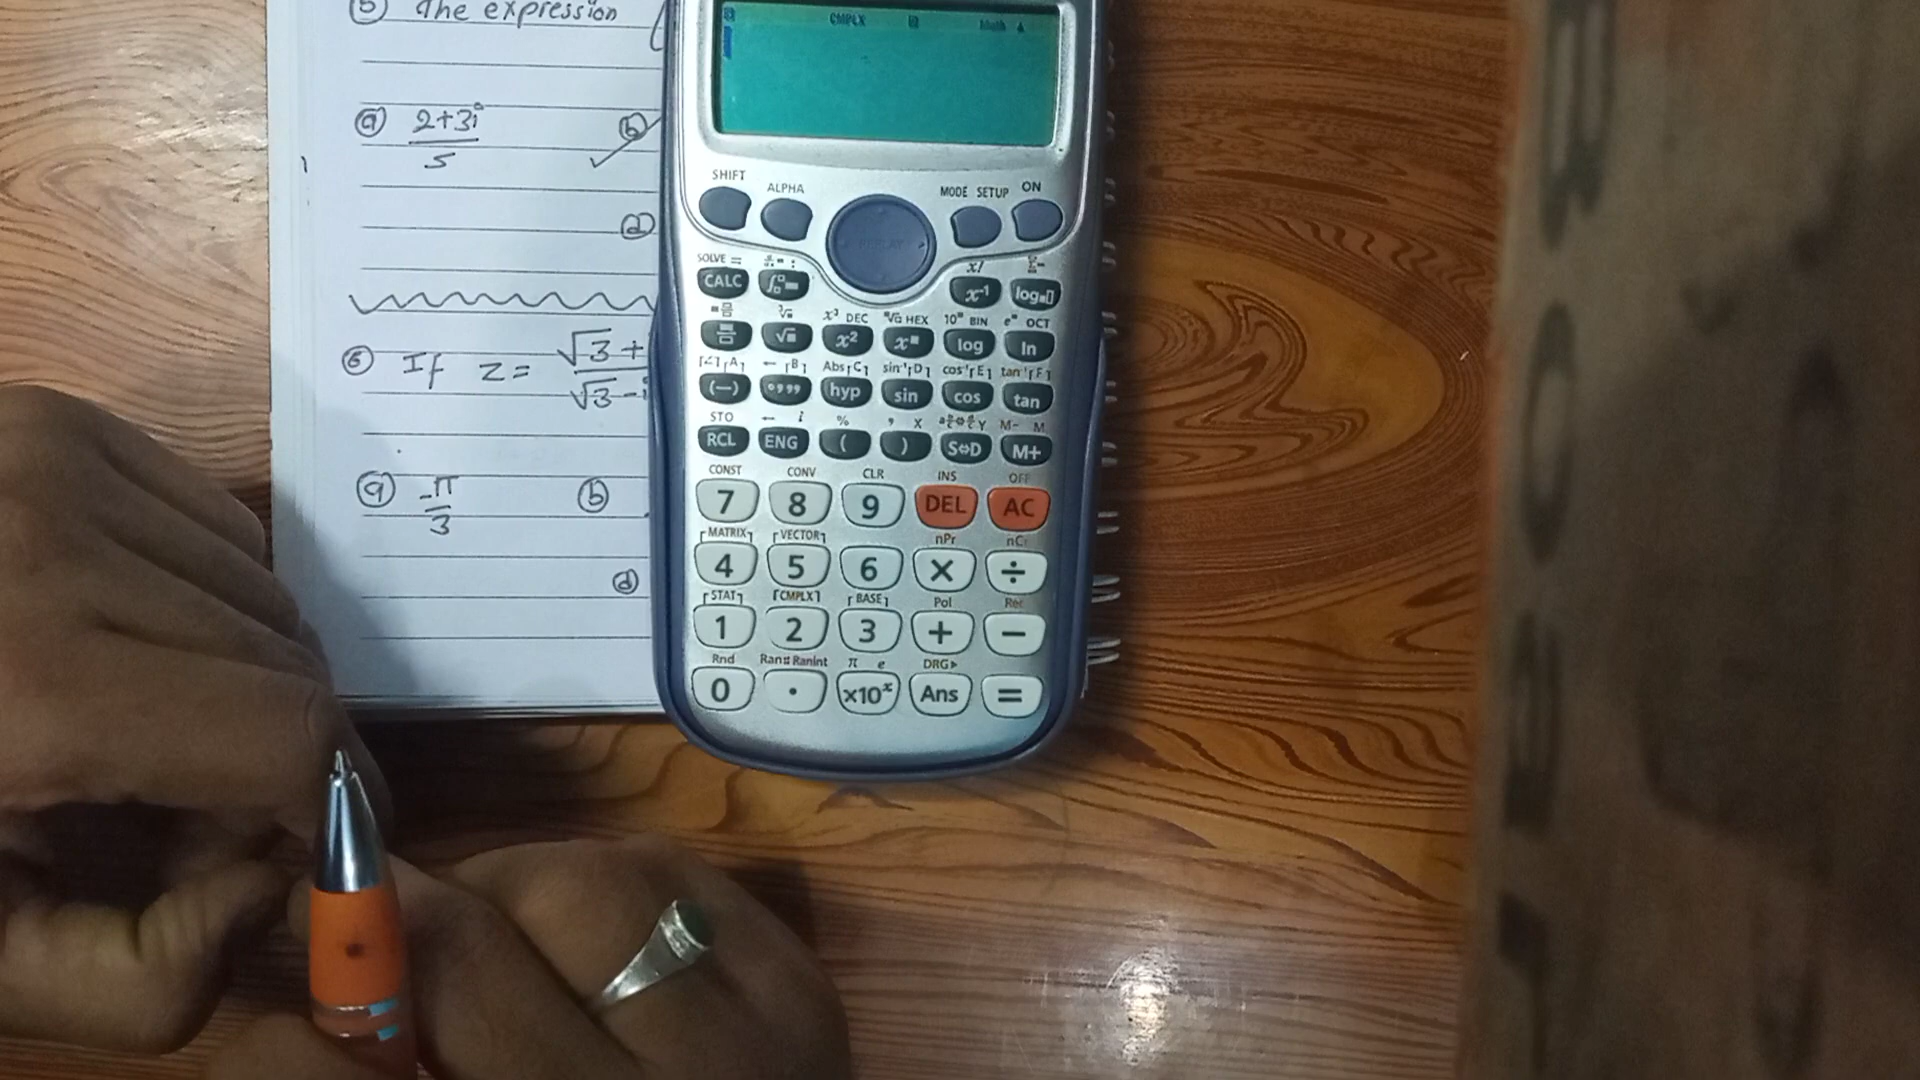 ⑤ The expression
CMPLX Math ▲
ⓐ 2+3i / 5 ⓑ
ⓓ
⑥ If z = √3 + / √3 - i
ⓐ -π / 3 ⓑ
ⓓ
SHIFT ALPHA MODE SETUP ON
REPLAY
SOLVE = : x!
CALC ∫ x⁻¹ log
³√ x³ DEC √ HEX 10■ BIN e■ OCT
√■ x² x■ log ln
[∠] [A] ← [B] Abs [C] sin⁻¹ [D] cos⁻¹ [E] tan⁻¹ [F]
(−) °,,, hyp sin cos tan
STO ← i % , X Y M− M
RCL ENG ( ) S⇔D M+
CONST CONV CLR INS OFF
7 8 9 DEL AC
[MATRIX] [VECTOR] nPr nCr
4 5 6 × ÷
[STAT] [CMPLX] [BASE] Pol Rec
1 2 3 + −
Rnd Ran# RanInt π e DRG▶
0 . ×10ˣ Ans =